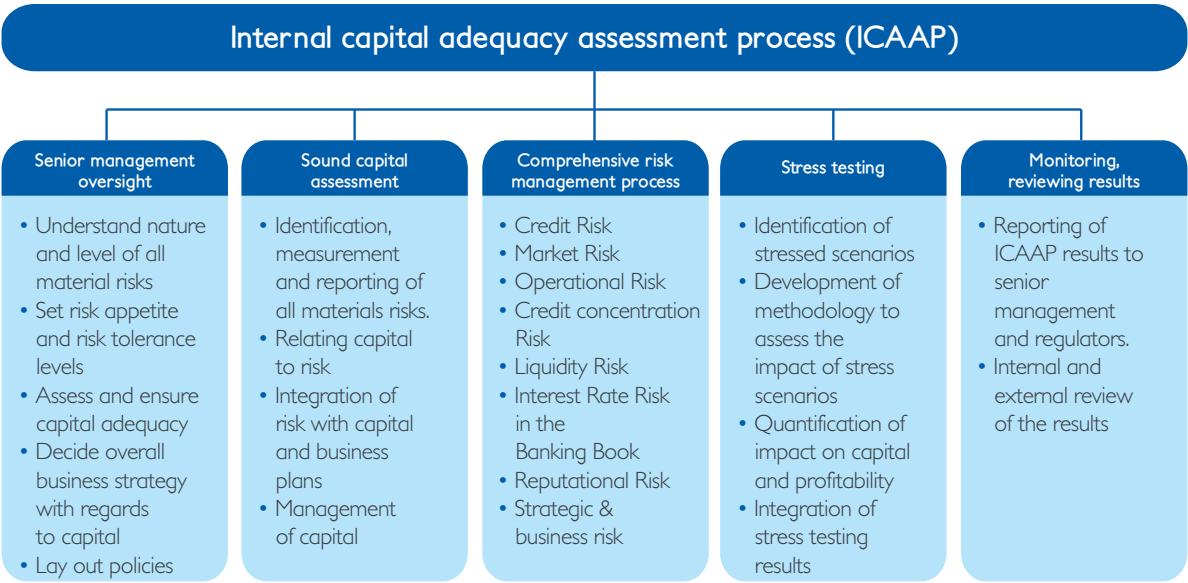 Internal capital adequacy assessment process (ICAAP)
Senior management
oversight
• Understand nature
and level of all
material risks
• Set risk appetite
and risk tolerance
levels
• Assess and ensure
capital adequacy
• Decide overall
business strategy
with regards
to capital
• Lay out policies
Sound capital
assessment
• Identification,
measurement
and reporting of
all materials risks.
• Relating capital
to risk
• Integration of
risk with capital
and business
plans
• Management
of capital
Comprehensive risk
management process
• Credit Risk
• Market Risk
• Operational Risk
• Credit concentration
Risk
• Liquidity Risk
• Interest Rate Risk
in the
Banking Book
• Reputational Risk
• Strategic &
business risk
Stress testing
• Identification of
stressed scenarios
• Development of
methodology to
assess the
impact of stress
scenarios
• Quantification of
impact on capital
and profitability
• Integration of
stress testing
results
Monitoring,
reviewing results
• Reporting of
ICAAP results to
senior
management
and regulators.
• Internal and
external review
of the results